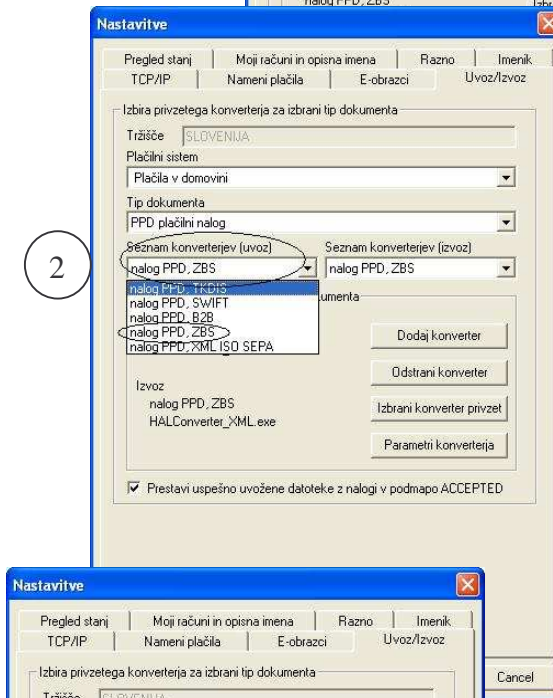 nalog PPD, ZBS
Nastavitve
Pregled stanj Moji računi in opisna imena Razno Imenik
TCP/IP Nameni plačila E-obrazci Uvoz/Izvoz
Izbira privzetega konverterja za izbrani tip dokumenta
Tržišče SLOVENIJA
Plačilni sistem
Plačila v domovini
Tip dokumenta
PPD plačilni nalog
Seznam konverterjev (uvoz) Seznam konverterjev (izvoz)
2
nalog PPD, ZBS nalog PPD, ZBS
nalog PPD, TKDIS
umenta
nalog PPD, SWIFT
nalog PPD, B2B
nalog PPD, ZBS
nalog PPD, XML ISO SEPA
Dodaj konverter
Odstrani konverter
Izvoz
nalog PPD, ZBS
HALConverter_XML.exe
Izbrani konverter privzet
Parametri konverterja
Prestavi uspešno uvožene datoteke z nalogi v podmapo ACCEPTED
Nastavitve
Pregled stanj Moji računi in opisna imena Razno Imenik
TCP/IP Nameni plačila E-obrazci Uvoz/Izvoz
Izbira privzetega konverterja za izbrani tip dokumenta
Cancel
Tržišče SLOVENIJA